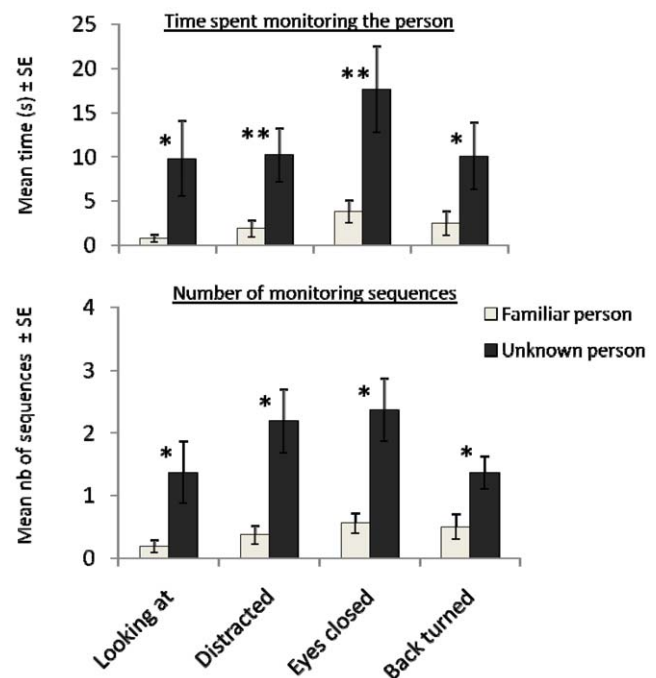 Time spent monitoring the person
Mean time (s) ± SE
25
20
15
10
5
0
*
**
**
*
Number of monitoring sequences
Mean nb of sequences ± SE
4
3
2
1
0
*
*
*
*
Familiar person
Unknown person
Looking at
Distracted
Eyes closed
Back turned